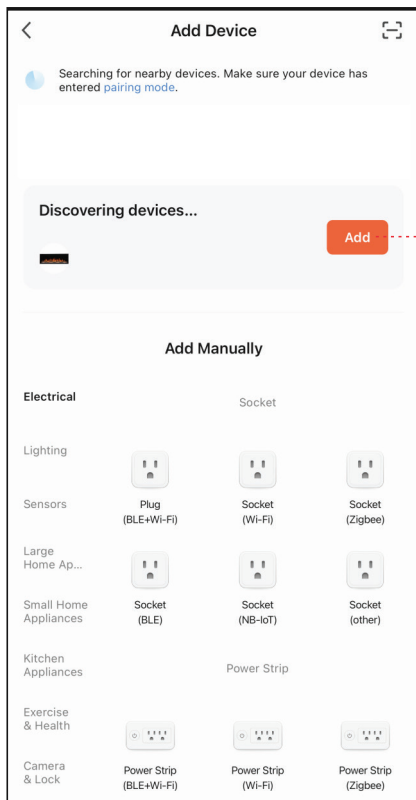 Add Device
Searching for nearby devices. Make sure your device has
entered pairing mode.
Discovering devices...
Add
Add Manually
Electrical
Socket
Lighting
Sensors
Plug
(BLE+Wi-Fi)
Socket
(Wi-Fi)
Socket
(Zigbee)
Large
Home Ap...
Small Home
Appliances
Socket
(BLE)
Socket
(NB-IoT)
Socket
(other)
Kitchen
Appliances
Power Strip
Exercise
& Health
Camera
& Lock
Power Strip
(BLE+Wi-Fi)
Power Strip
(Wi-Fi)
Power Strip
(Zigbee)